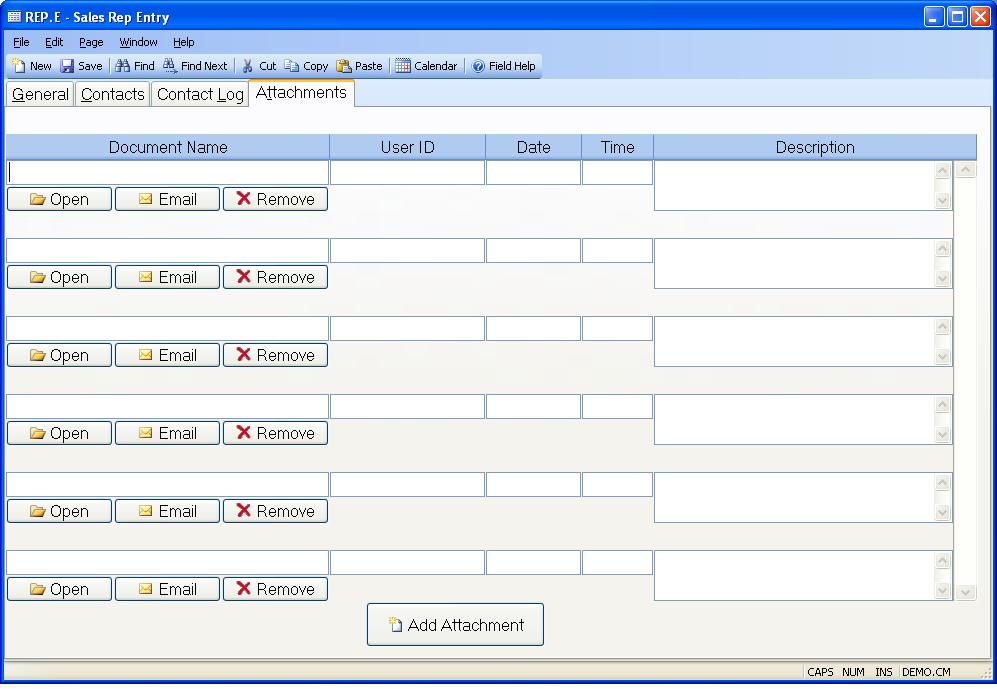 REP.E - Sales Rep Entry
File Edit Page Window Help
New Save Find Find Next Cut Copy Paste Calendar Field Help
General Contacts Contact Log Attachments
Document Name User ID Date Time Description
Open Email Remove
Open Email Remove
Open Email Remove
Open Email Remove
Open Email Remove
Open Email Remove
Add Attachment
CAPS NUM INS DEMO.CM